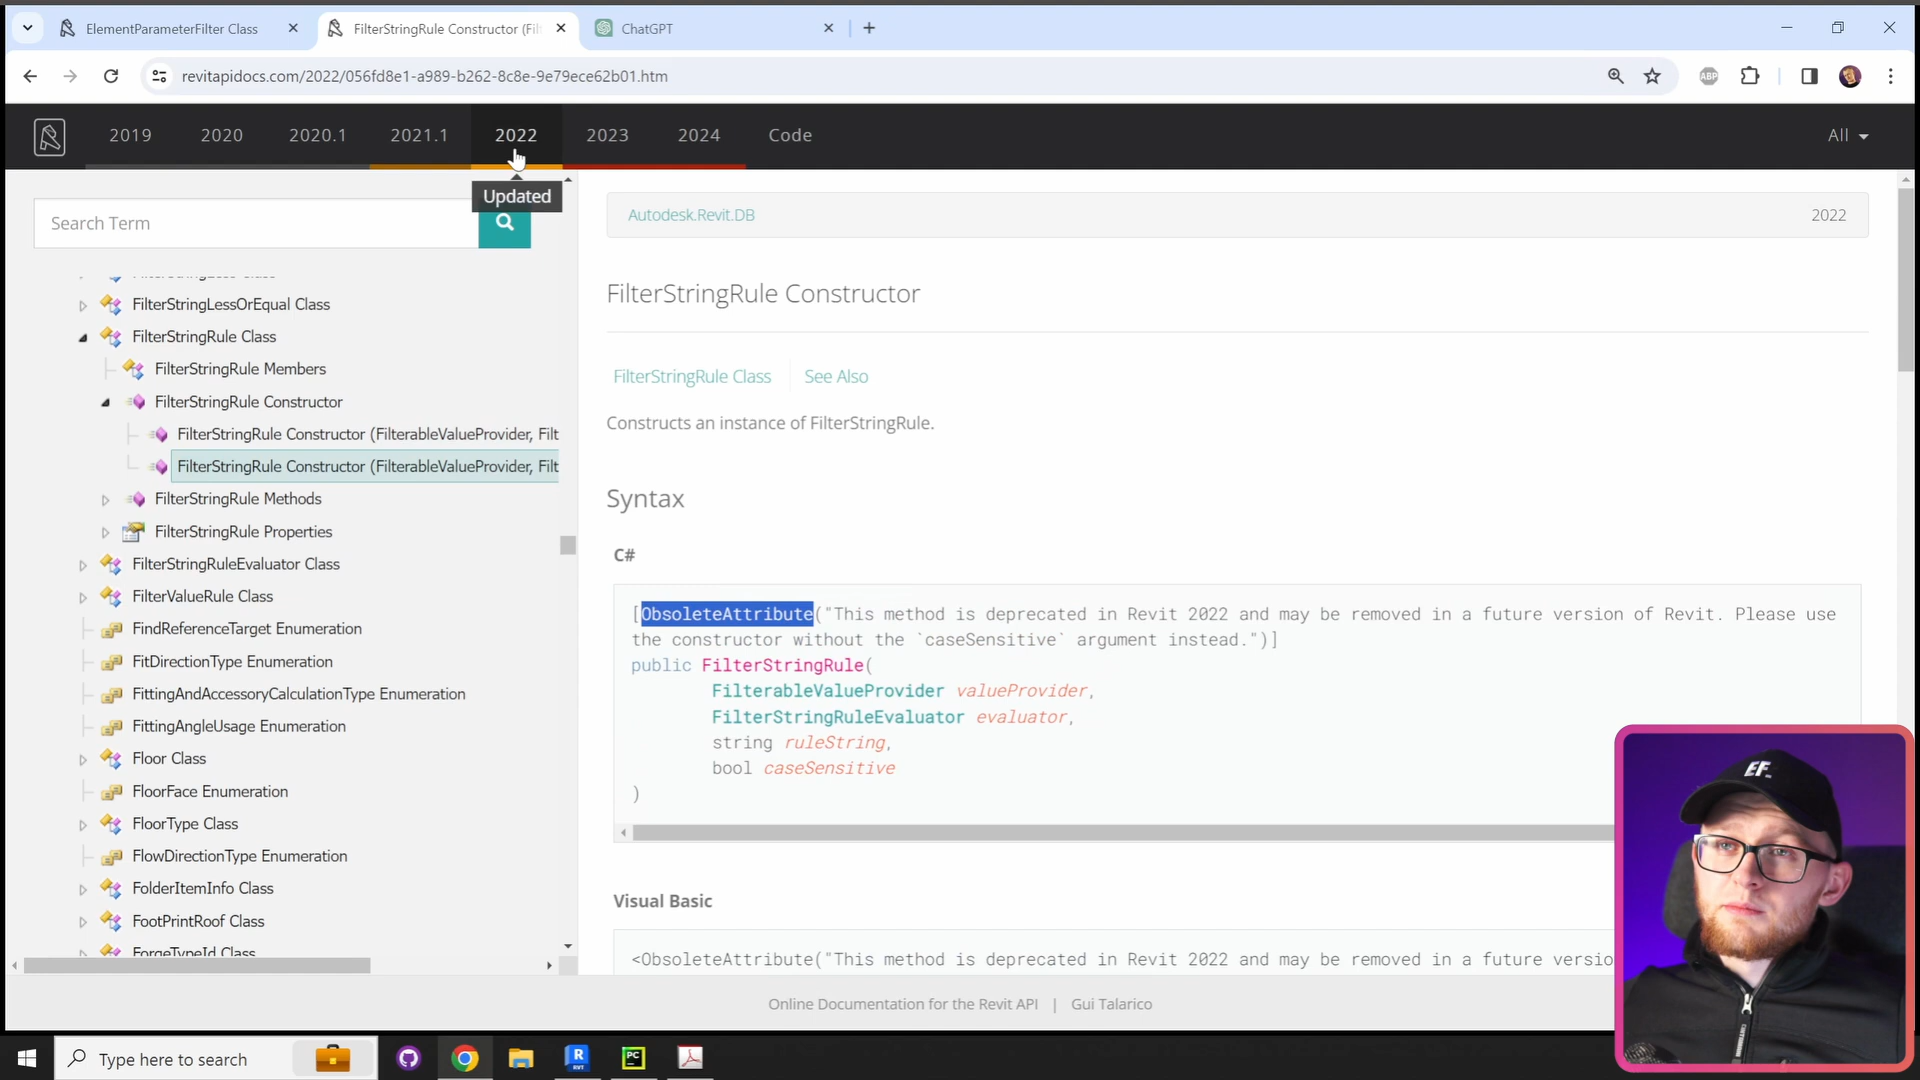 ElementParameterFilter Class
FilterStringRule Constructor (Fil
ChatGPT
revitapidocs.com/2022/056fd8e1-a989-b262-8c8e-9e79ece62b01.htm
ABP
2019 2020 2020.1 2021.1 2022 2023 2024 Code All
Updated
Search Term
Autodesk.Revit.DB 2022
FilterStringLessOrEqual Class
FilterStringRule Class
FilterStringRule Members
FilterStringRule Constructor
FilterStringRule Constructor (FilterableValueProvider, Filt
FilterStringRule Constructor (FilterableValueProvider, Filt
FilterStringRule Methods
FilterStringRule Properties
FilterStringRuleEvaluator Class
FilterValueRule Class
FindReferenceTarget Enumeration
FitDirectionType Enumeration
FittingAndAccessoryCalculationType Enumeration
FittingAngleUsage Enumeration
Floor Class
FloorFace Enumeration
FloorType Class
FlowDirectionType Enumeration
FolderItemInfo Class
FootPrintRoof Class
ForgeTypeId Class
FilterStringRule Constructor
FilterStringRule Class See Also
Constructs an instance of FilterStringRule.
Syntax
C#
[ObsoleteAttribute("This method is deprecated in Revit 2022 and may be removed in a future version of Revit. Please use
the constructor without the `caseSensitive` argument instead.")]
public FilterStringRule(
FilterableValueProvider valueProvider,
FilterStringRuleEvaluator evaluator,
string ruleString,
bool caseSensitive
)
Visual Basic
<ObsoleteAttribute("This method is deprecated in Revit 2022 and may be removed in a future versio
EF_
Online Documentation for the Revit API | Gui Talarico
Type here to search
R
RVT
PC